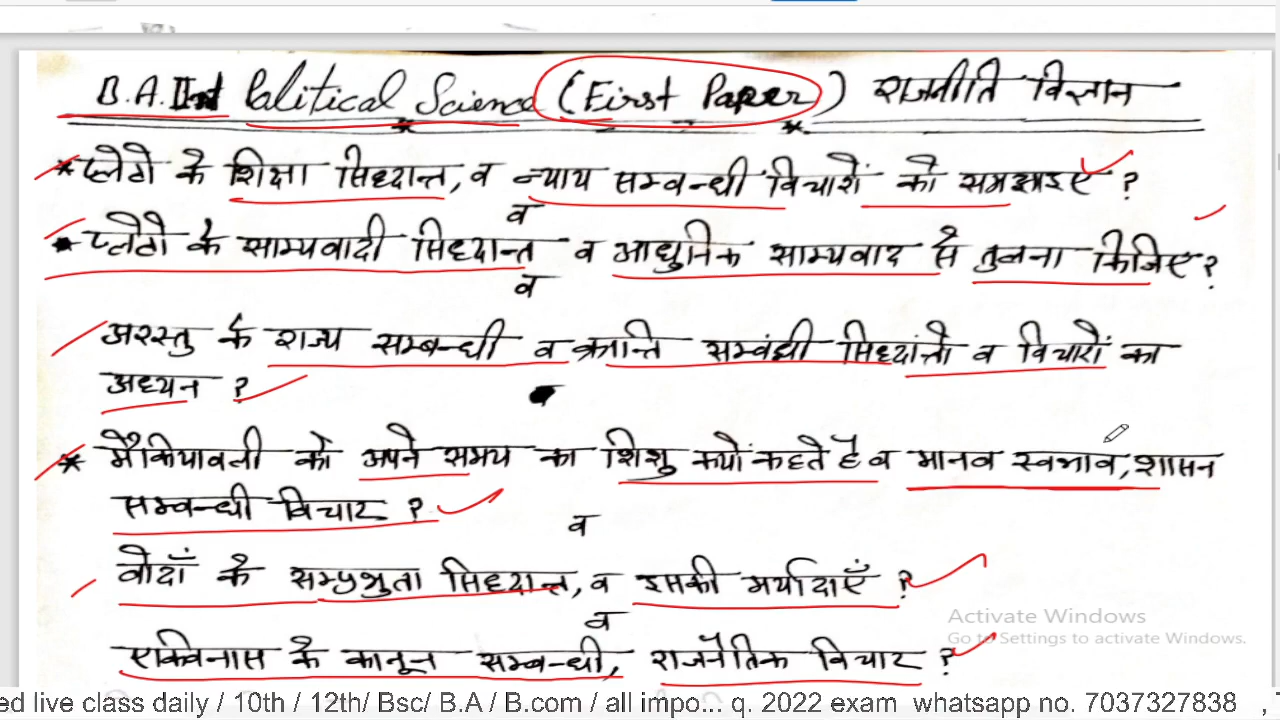 B.A. IInd Political Science (First Paper) राजनीति विज्ञान
* प्लेटो के शिक्षा सिध्दान्त, व न्याय सम्बन्धी विचारों को समझाइए ?
व
* प्लेटो के साम्यवादी सिध्दान्त व आधुनिक साम्यवाद से तुलना किजिए ?
व
अरस्तु के राज्य सम्बन्धी व क्रान्ति सम्बंधी सिध्दांतो व विचारों का
अध्यन ?
* मैकियावली को अपने समय का शिशु क्यों कहते है व मानव स्वभाव, शासन
सम्बन्धी विचार ?
व
वोदाँ के सम्प्रभुता सिध्दान्त, व इसकी मर्यादाएँ ?
व
एक्विनास के कानून सम्बन्धी, राजनैतिक विचार ?
Activate Windows
Go to Settings to activate Windows.
ed live class daily / 10th / 12th/ Bsc/ B.A / B.com / all impo... q. 2022 exam whatsapp no. 7037327838 ,